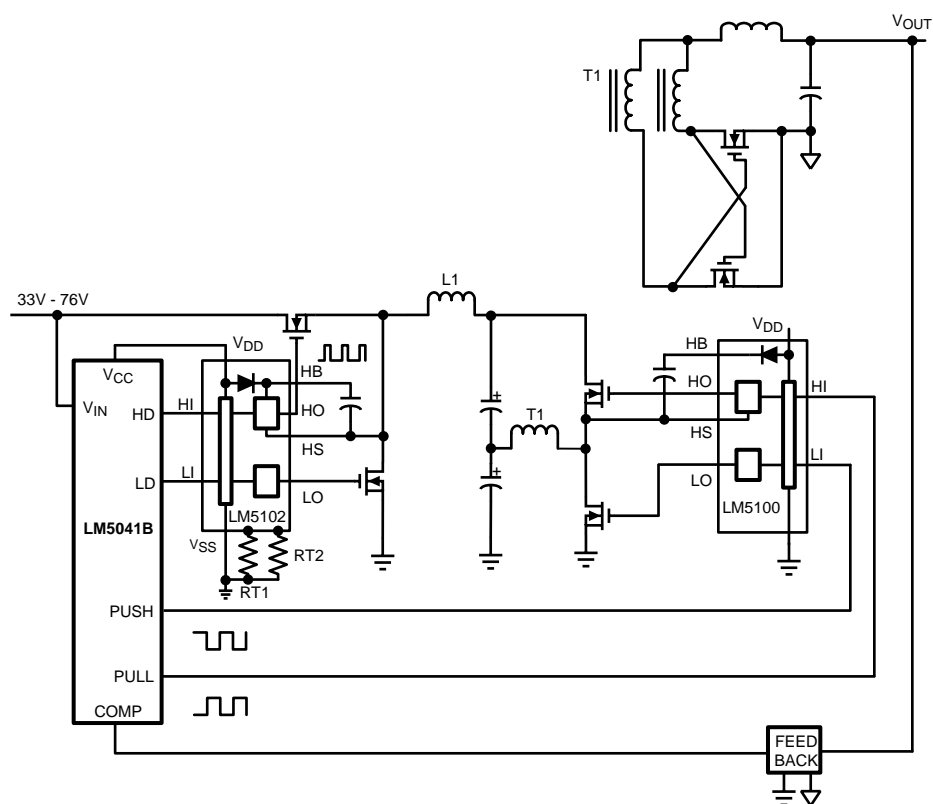 VOUT
T1
33V - 76V
L1
VDD
VDD
HB
HB
VCC
VIN
HD
HI
HO
HO
HI
HS
T1
HS
LD
LI
LO
LO
LI
LM5041B
LM5102
LM5100
VSS
RT2
RT1
PUSH
PULL
COMP
FEED
BACK